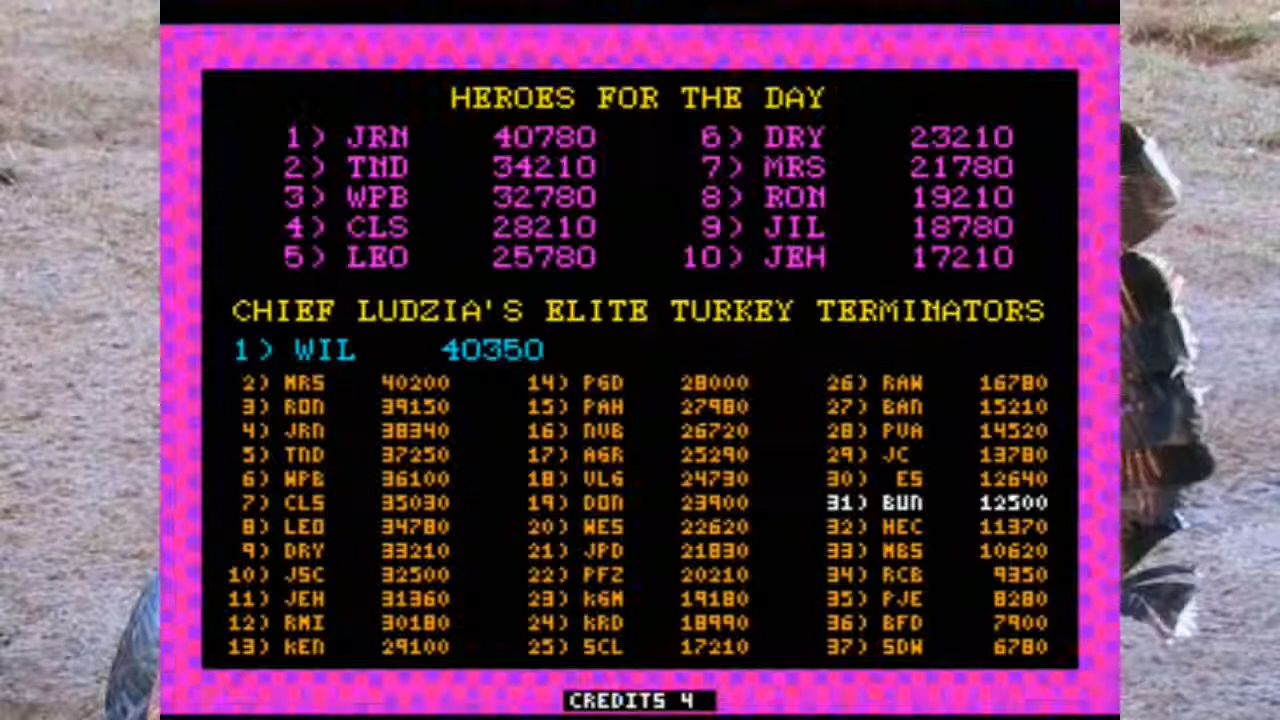 HEROES FOR THE DAY
1) JRN 40780 6) DRY 23210
2) TND 34210 7) MRS 21780
3) WPB 32780 8) RON 19210
4) CLS 28210 9) JIL 18780
5) LEO 25780 10) JEH 17210
CHIEF LUDZIA'S ELITE TURKEY TERMINATORS
1) WIL 40350
2) MRS 40200 14) PGD 28000 26) RAW 16780
3) RON 39150 15) PAH 27980 27) BAN 15210
4) JRN 38340 16) NVB 26720 28) PVA 14520
5) TND 37250 17) AGR 25290 29) JC 13780
6) WPB 36100 18) VLG 24730 30) ES 12640
7) CLS 35030 19) DON 23900 31) BUN 12500
8) LEO 34780 20) WES 22620 32) HEC 11370
9) DRY 33210 21) JPD 21830 33) MBS 10620
10) JSC 32500 22) PFZ 20210 34) RCB 9350
11) JEH 31360 23) KGM 19180 35) PJE 8280
12) RMI 30180 24) KRD 18990 36) BFD 7900
13) KEN 29100 25) SCL 17210 37) SDW 6780
CREDITS 4